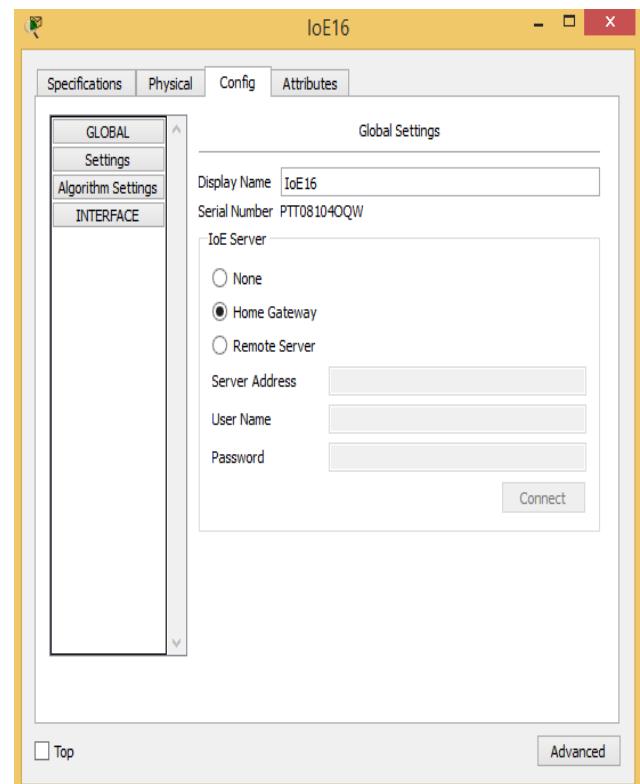 IoE16
Specifications Physical Config Attributes
GLOBAL
Settings
Algorithm Settings
INTERFACE
Global Settings
Display Name IoE16
Serial Number PTT08104OQW
IoE Server
None
Home Gateway
Remote Server
Server Address
User Name
Password
Connect
Top
Advanced